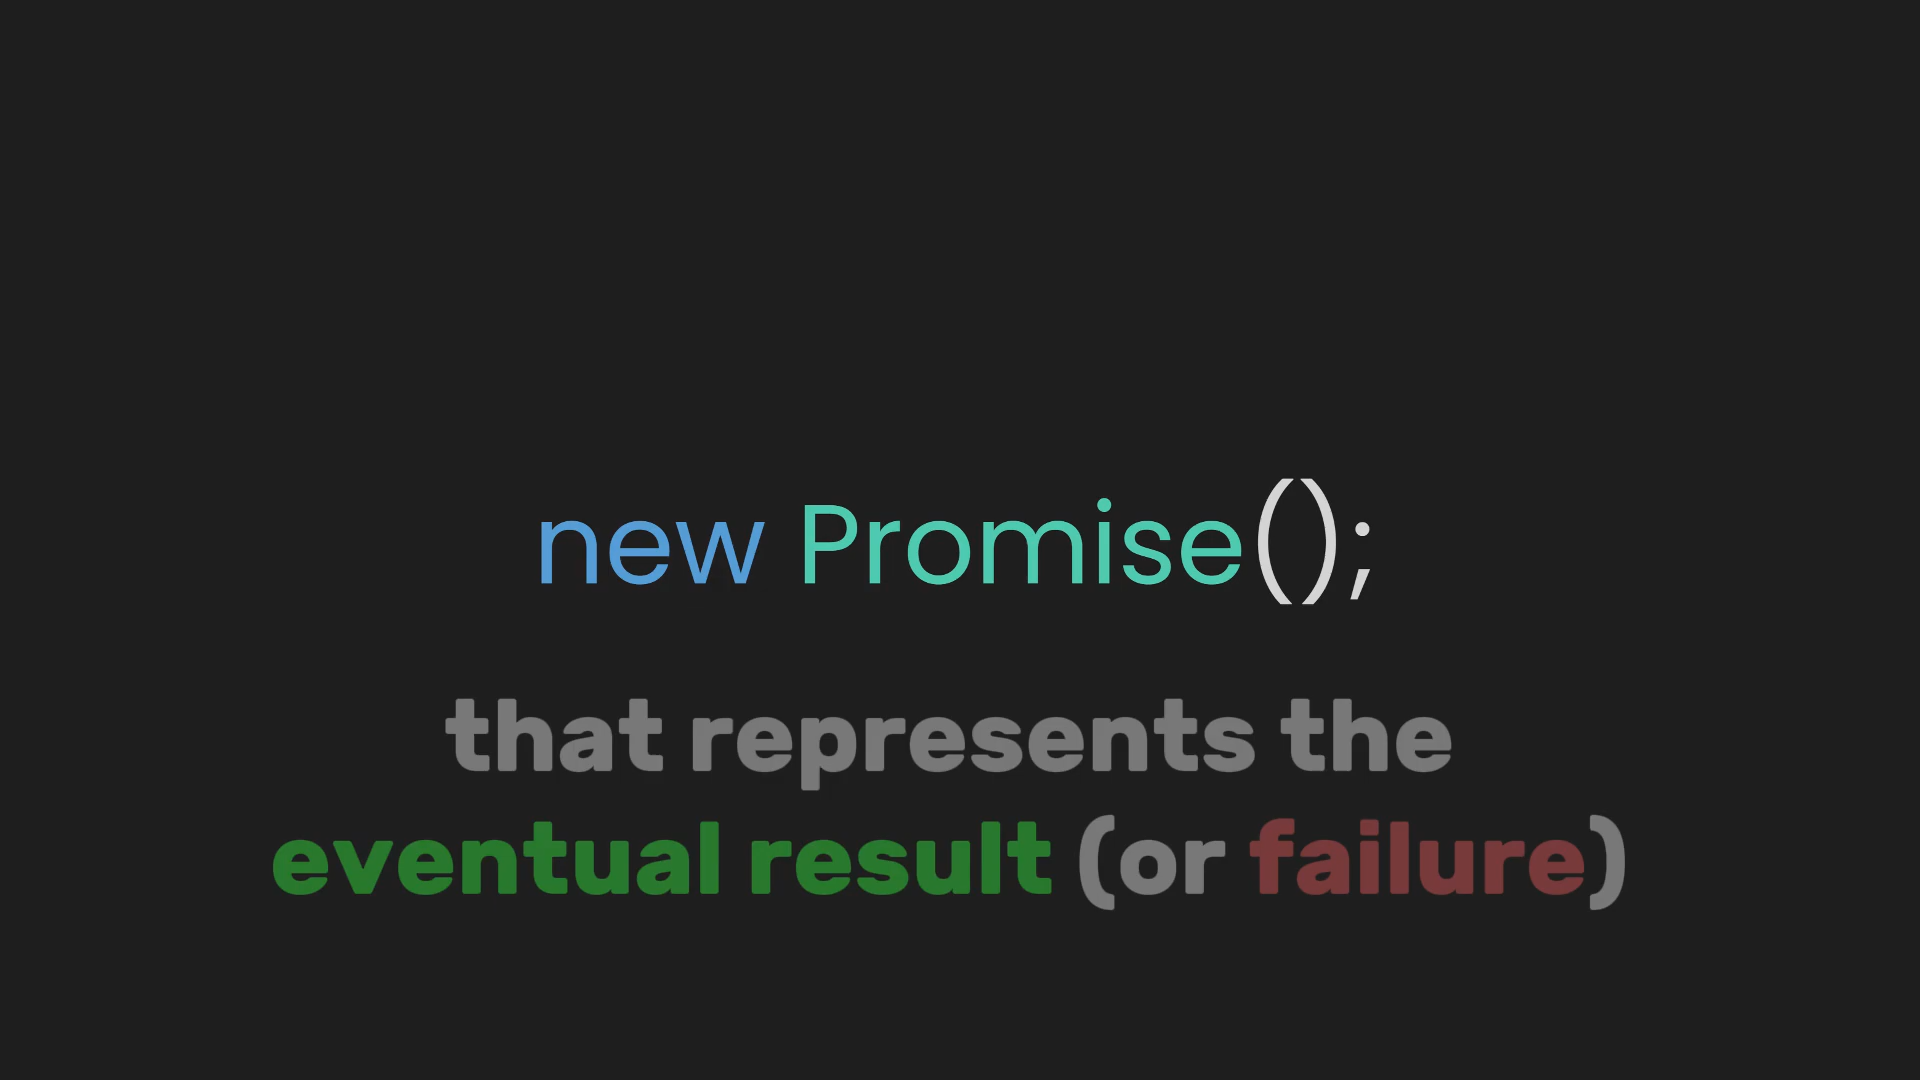 new Promise();
that represents the
eventual result (or failure)